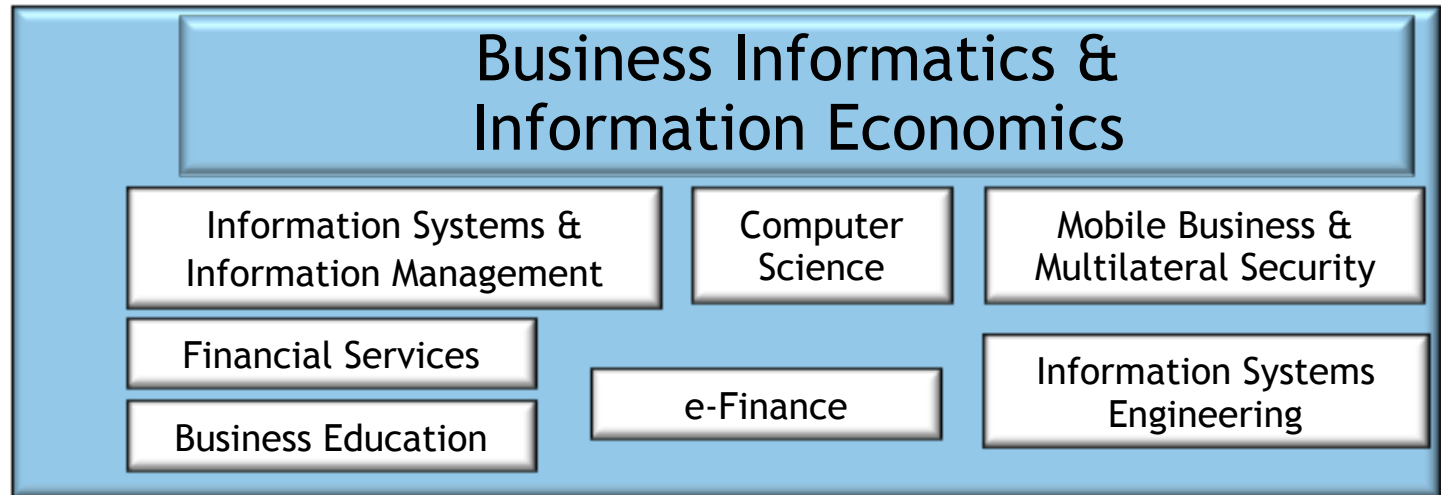 Business Informatics &
Information Economics
Information Systems &
Information Management
Computer
Science
Mobile Business &
Multilateral Security
Financial Services
e-Finance
Information Systems
Engineering
Business Education